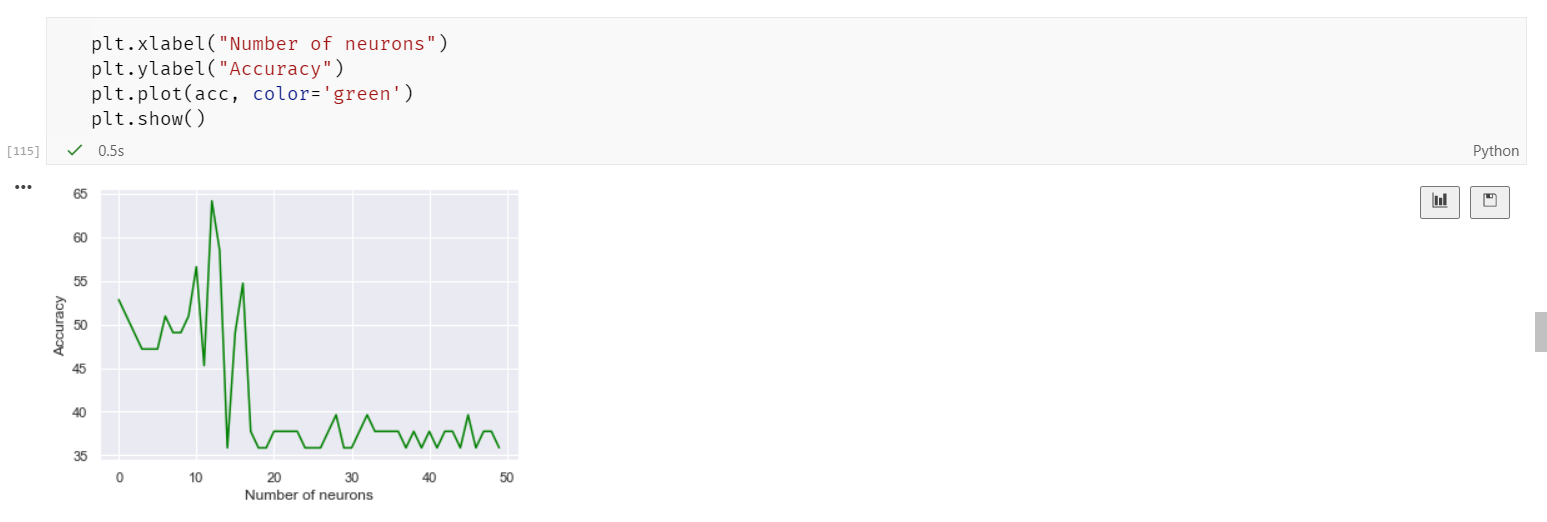 plt.xlabel("Number of neurons")
plt.ylabel("Accuracy")
plt.plot(acc, color='green')
plt.show()
[115]
0.5s
Python
65
60
55
50
45
40
35
Accuracy
0 10 20 30 40 50
Number of neurons